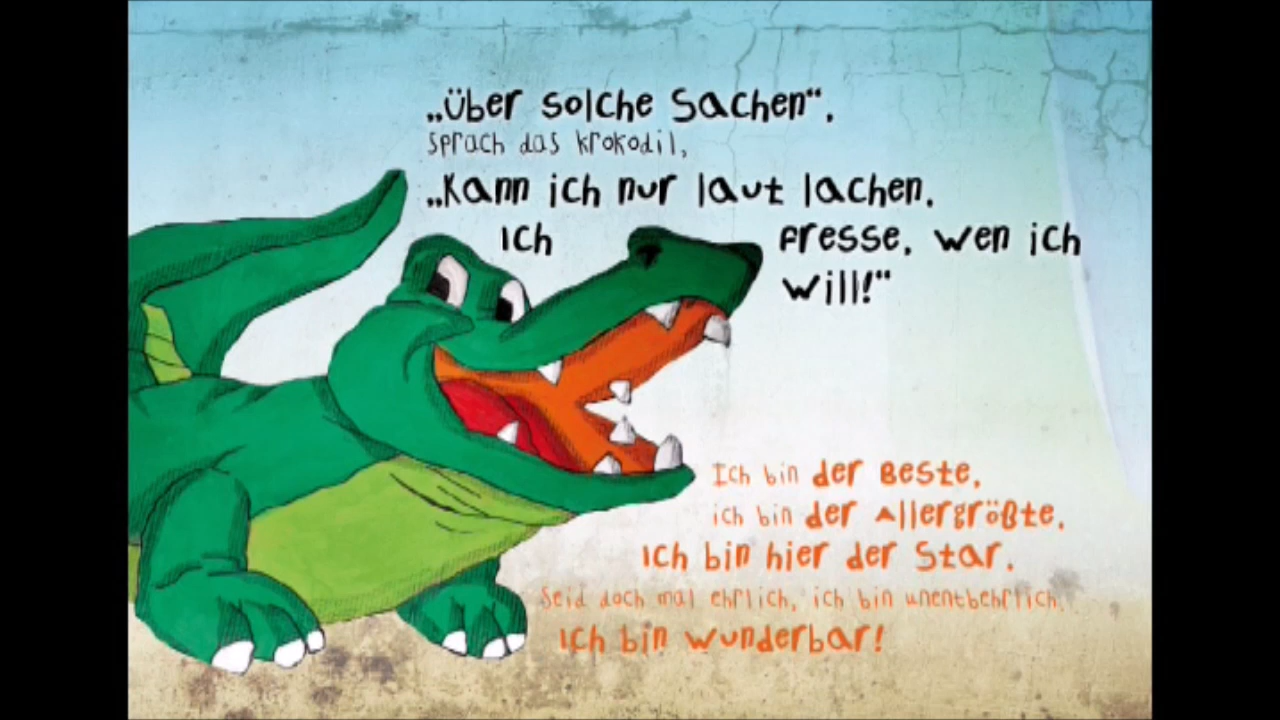 „Über solche Sachen“,
sprach das Krokodil,
„Kann ich nur laut lachen.
Ich fresse, wen ich
will!“
Ich bin der Beste,
ich bin der Allergrößte,
Ich bin hier der Star.
Seid doch mal ehrlich, ich bin unentbehrlich.
Ich bin wunderbar!